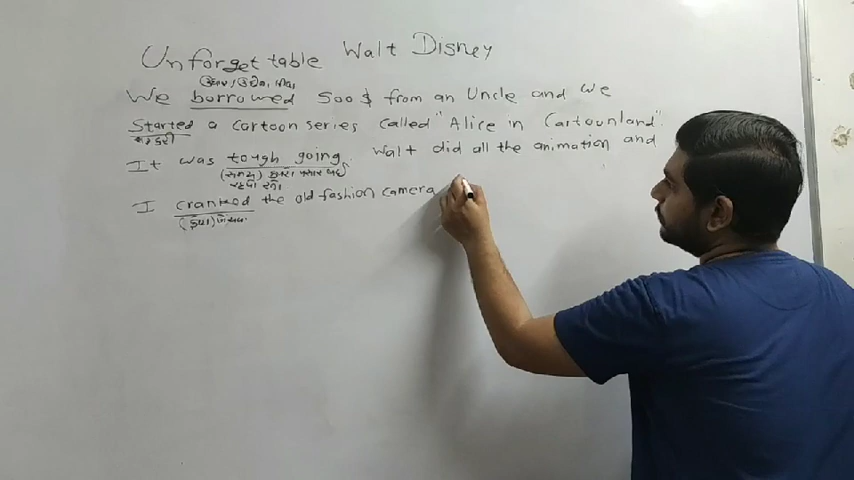 Unforgettable Walt Disney
We borrowed 500$ from an Uncle and we
Started a cartoon series called "Alice in Cartounland".
It was tough going. Walt did all the animation and
I cranked the old fashion camera